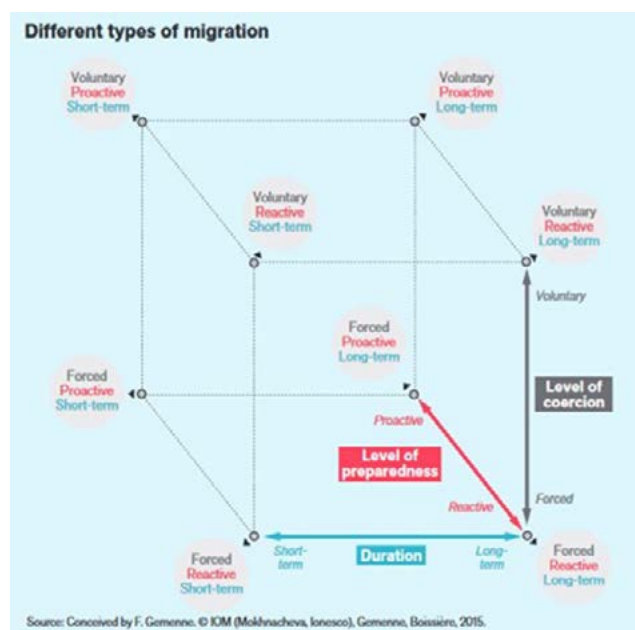 Different types of migration
Voluntary
Proactive
Short-term
Voluntary
Proactive
Long-term
Voluntary
Reactive
Short-term
Voluntary
Reactive
Long-term
Voluntary
Forced
Proactive
Long-term
Forced
Proactive
Short-term
Level of
coercion
Proactive
Level of
preparedness
Reactive
Forced
Short-
term
Duration
Long-
term
Forced
Reactive
Short-term
Forced
Reactive
Long-term
Source: Conceived by F. Gemenne. © IOM (Mokhnacheva, Ionesco), Gemenne, Boissière, 2015.